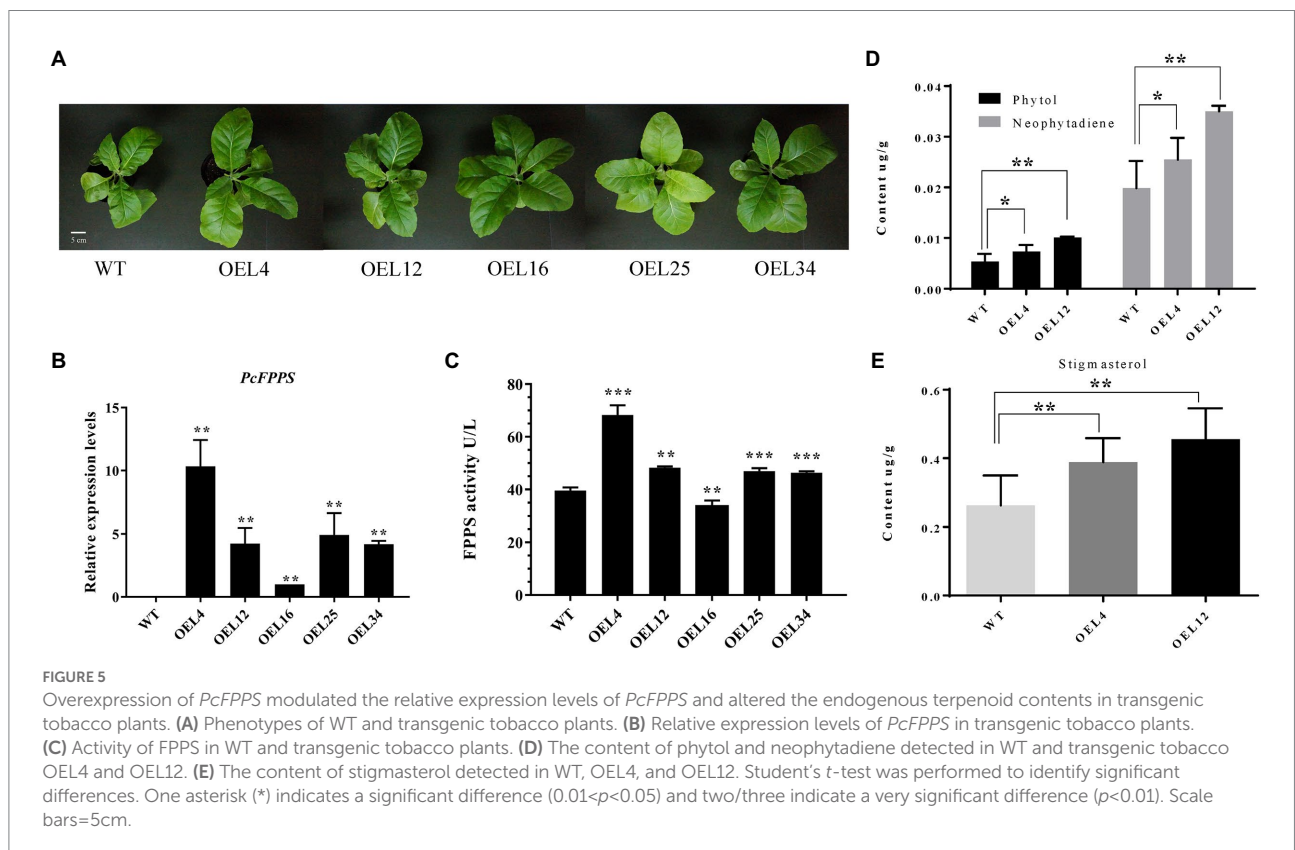 A
5 cm
WT OEL4 OEL12 OEL16 OEL25 OEL34
B
PcFPPS
Relative expression levels
15
10
5
0
** ** ** ** **
WT OEL4 OEL12 OEL16 OEL25 OEL34
C
FPPS activity U/L
80
60
40
20
0
*** ** ** *** ***
WT OEL4 OEL12 OEL16 OEL25 OEL34
D
Phytol
Neophytadiene
Content ug/g
0.04
0.03
0.02
0.01
0.00
**
*
**
*
WT OEL4 OEL12 WT OEL4 OEL12
E
Stigmasterol
Content ug/g
0.6
0.4
0.2
0.0
**
**
WT OEL4 OEL12
FIGURE 5
Overexpression of PcFPPS modulated the relative expression levels of PcFPPS and altered the endogenous terpenoid contents in transgenic
tobacco plants. (A) Phenotypes of WT and transgenic tobacco plants. (B) Relative expression levels of PcFPPS in transgenic tobacco plants.
(C) Activity of FPPS in WT and transgenic tobacco plants. (D) The content of phytol and neophytadiene detected in WT and transgenic tobacco
OEL4 and OEL12. (E) The content of stigmasterol detected in WT, OEL4, and OEL12. Student’s t-test was performed to identify significant
differences. One asterisk (*) indicates a significant difference (0.01<p<0.05) and two/three indicate a very significant difference (p<0.01). Scale
bars=5cm.